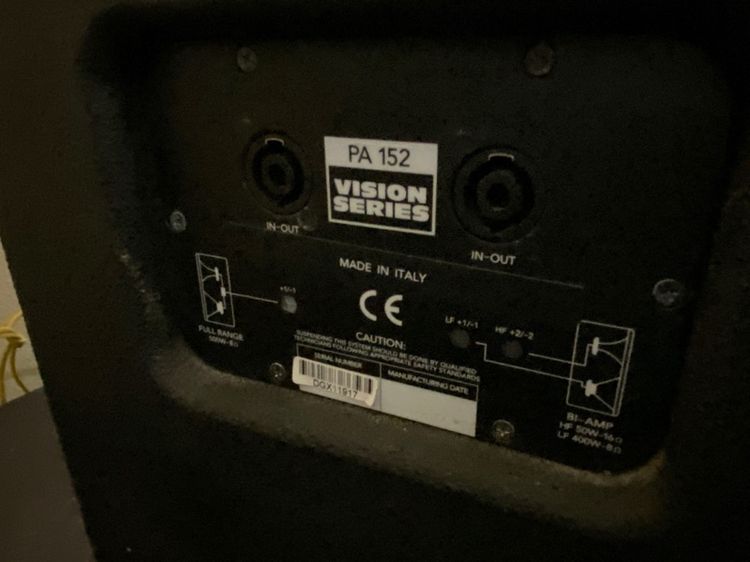 PA 152
VISION
SERIES
IN-OUT
IN-OUT
MADE IN ITALY
CE
+1/-1
FULL RANGE
500W-8Ω
LF +1/-1
HF +2/-2
CAUTION:
SUSPENDING THIS SYSTEM SHOULD BE DONE BY QUALIFIED
TECHNICIANS FOLLOWING APPROPRIATE SAFETY STANDARDS
SERIAL NUMBER
MANUFACTURING DATE
DGX11917
BI-AMP
HF 50W-16Ω
LF 400W-8Ω